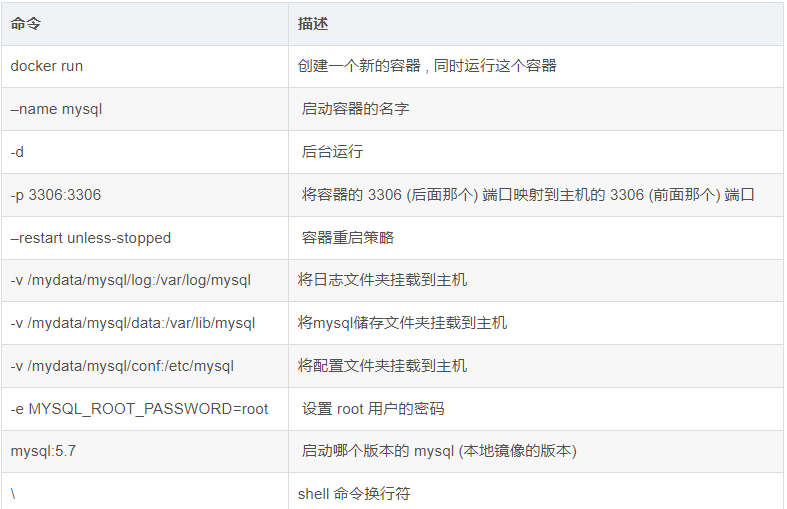 命令 描述
docker run 创建一个新的容器 , 同时运行这个容器
–name mysql 启动容器的名字
-d 后台运行
-p 3306:3306 将容器的 3306 (后面那个) 端口映射到主机的 3306 (前面那个) 端口
–restart unless-stopped 容器重启策略
-v /mydata/mysql/log:/var/log/mysql 将日志文件夹挂载到主机
-v /mydata/mysql/data:/var/lib/mysql 将mysql储存文件夹挂载到主机
-v /mydata/mysql/conf:/etc/mysql 将配置文件夹挂载到主机
-e MYSQL_ROOT_PASSWORD=root 设置 root 用户的密码
mysql:5.7 启动哪个版本的 mysql (本地镜像的版本)
\ shell 命令换行符